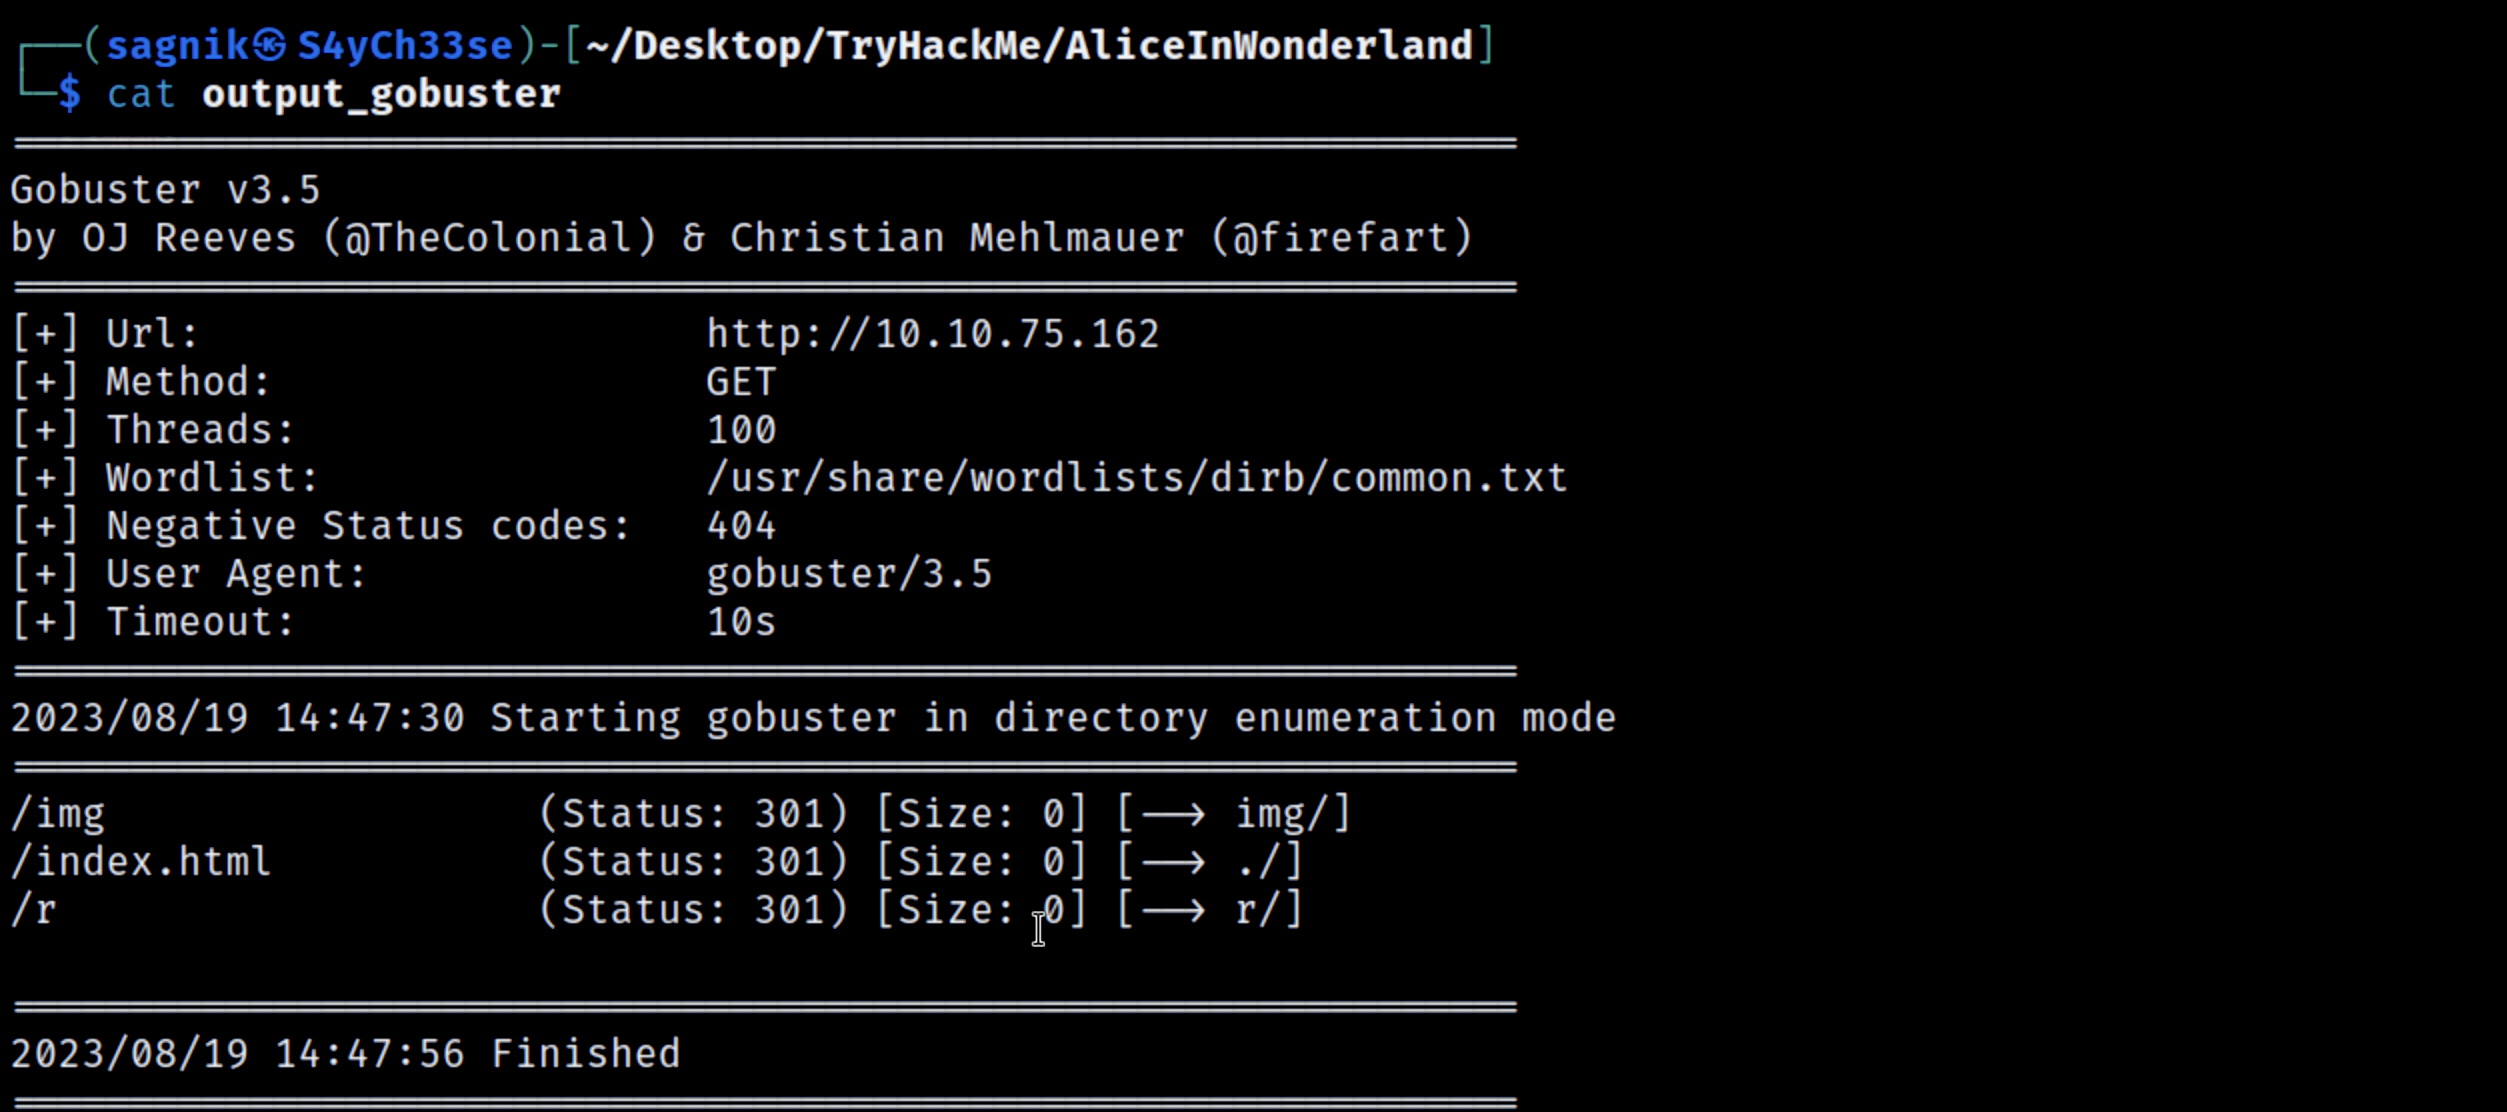 ┌──(sagnik㉿S4yCh33se)-[~/Desktop/TryHackMe/AliceInWonderland]
└─$ cat output_gobuster
===============================================================
Gobuster v3.5
by OJ Reeves (@TheColonial) & Christian Mehlmauer (@firefart)
===============================================================
[+] Url:                     http://10.10.75.162
[+] Method:                  GET
[+] Threads:                 100
[+] Wordlist:                /usr/share/wordlists/dirb/common.txt
[+] Negative Status codes:   404
[+] User Agent:              gobuster/3.5
[+] Timeout:                 10s
===============================================================
2023/08/19 14:47:30 Starting gobuster in directory enumeration mode
===============================================================
/img                  (Status: 301) [Size: 0] [--> img/]
/index.html           (Status: 301) [Size: 0] [--> ./]
/r                    (Status: 301) [Size: 0] [--> r/]
===============================================================
2023/08/19 14:47:56 Finished
===============================================================